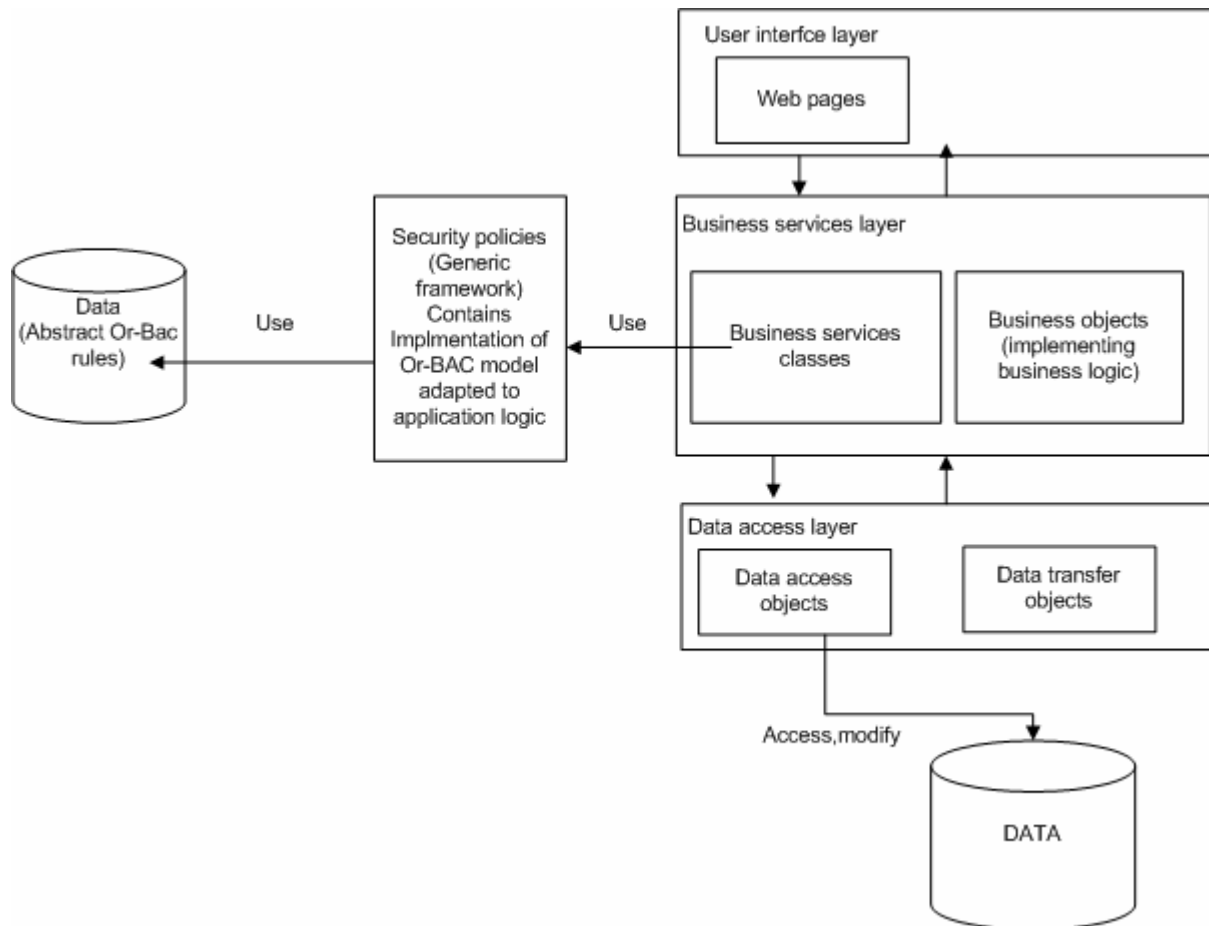 User interfce layer
Web pages
Business services layer
Business services
classes
Business objects
(implementing
business logic)
Use
Security policies
(Generic
framework)
Contains
Implmentation of
Or-BAC model
adapted to
application logic
Use
Data
(Abstract Or-Bac
rules)
Data access layer
Data access
objects
Data transfer
objects
Access,modify
DATA